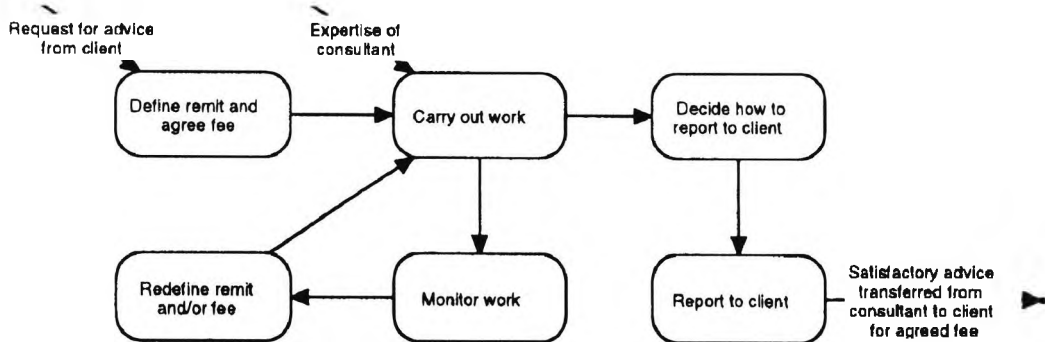 Request for advice
from client
Expertise of
consultant
Define remit and
agree fee
Carry out work
Decide how to
report to client
Redefine remit
and/or fee
Monitor work
Report to client
Satisfactory advice
transferred from
consultant to client
for agreed fee